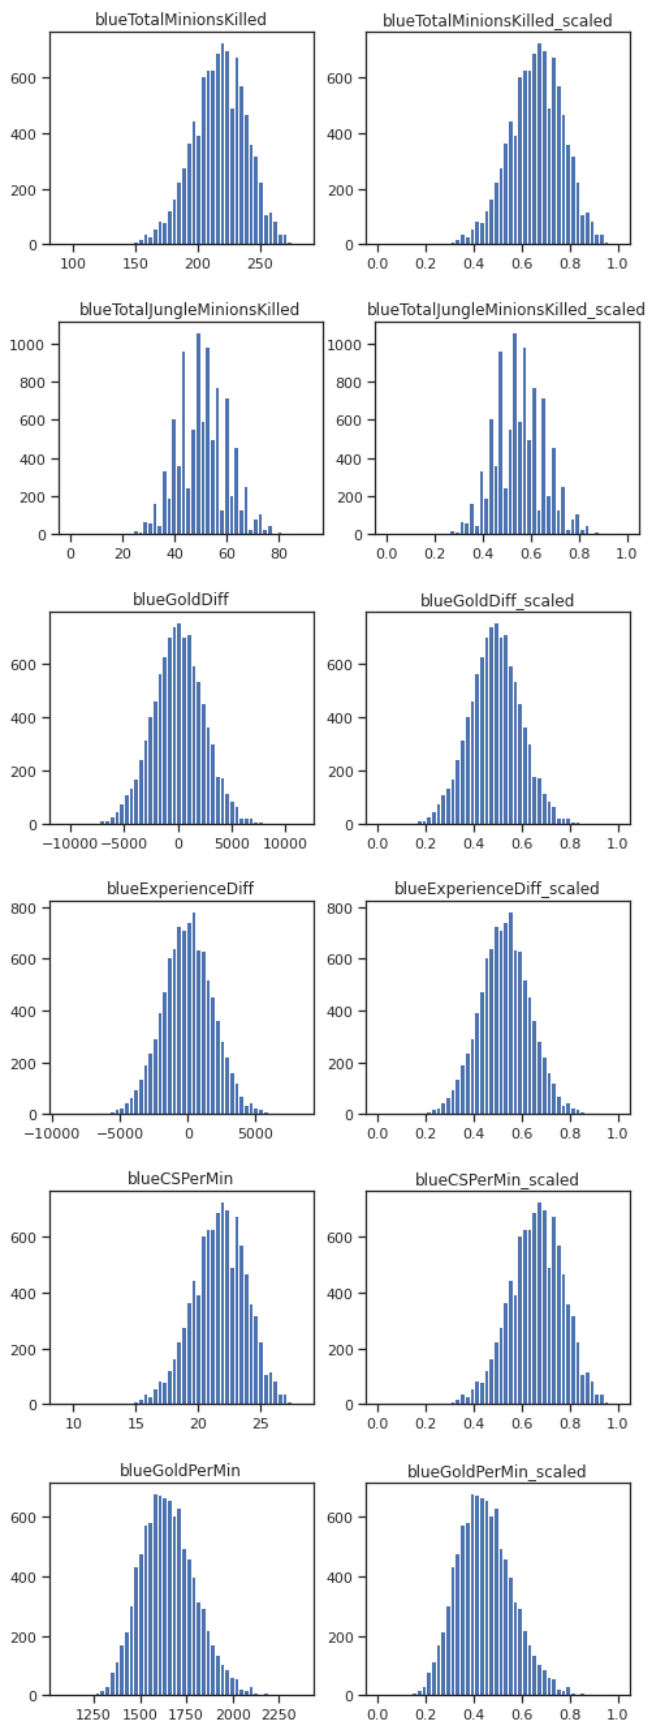 blueTotalMinionsKilled blueTotalMinionsKilled_scaled
600 600
400 400
200 200
0 0
100 150 200 250 0.0 0.2 0.4 0.6 0.8 1.0
blueTotalJungleMinionsKilled blueTotalJungleMinionsKilled_scaled
1000 1000
800 800
600 600
400 400
200 200
0 0
0 20 40 60 80 0.0 0.2 0.4 0.6 0.8 1.0
blueGoldDiff blueGoldDiff_scaled
600 600
400 400
200 200
0 0
−10000 −5000 0 5000 10000 0.0 0.2 0.4 0.6 0.8 1.0
blueExperienceDiff blueExperienceDiff_scaled
800 800
600 600
400 400
200 200
0 0
−10000 −5000 0 5000 0.0 0.2 0.4 0.6 0.8 1.0
blueCSPerMin blueCSPerMin_scaled
600 600
400 400
200 200
0 0
10 15 20 25 0.0 0.2 0.4 0.6 0.8 1.0
blueGoldPerMin blueGoldPerMin_scaled
600 600
400 400
200 200
0 0
1250 1500 1750 2000 2250 0.0 0.2 0.4 0.6 0.8 1.0